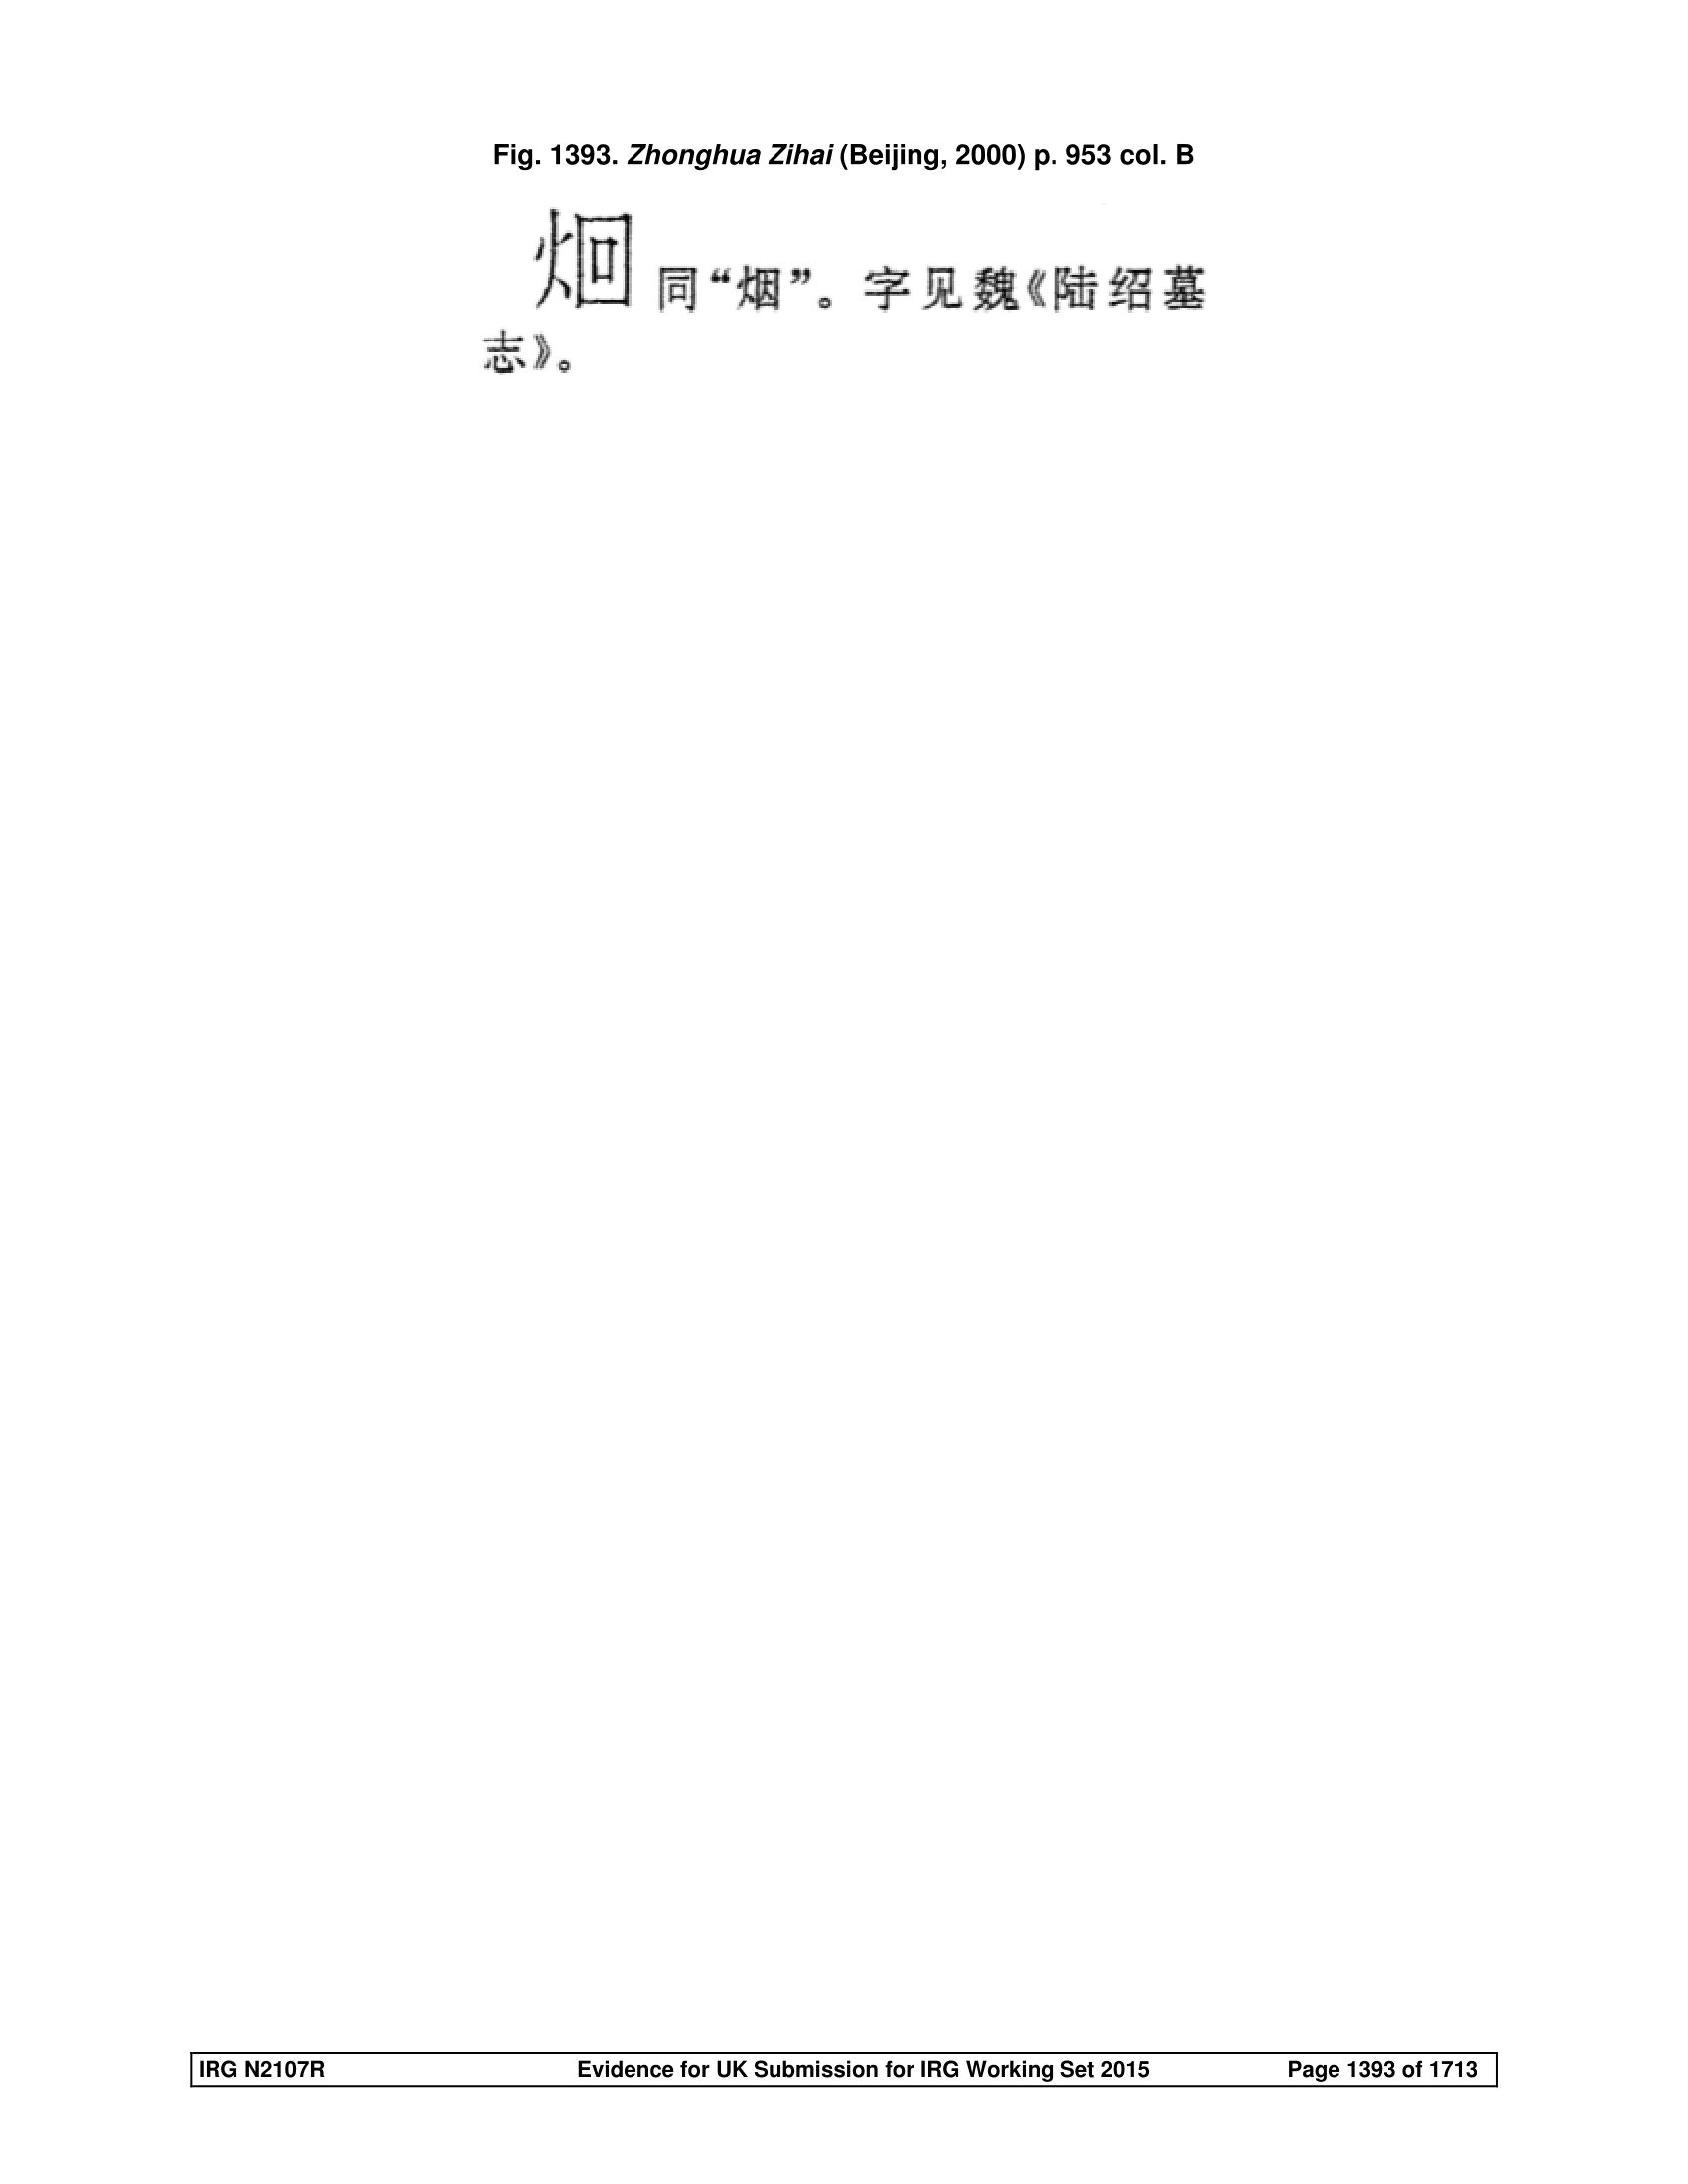 Fig. 1393. Zhonghua Zihai (Beijing, 2000) p. 953 col. B
同“烟”。字见魏《陆绍墓
志》。
IRG N2107R Evidence for UK Submission for IRG Working Set 2015 Page 1393 of 1713